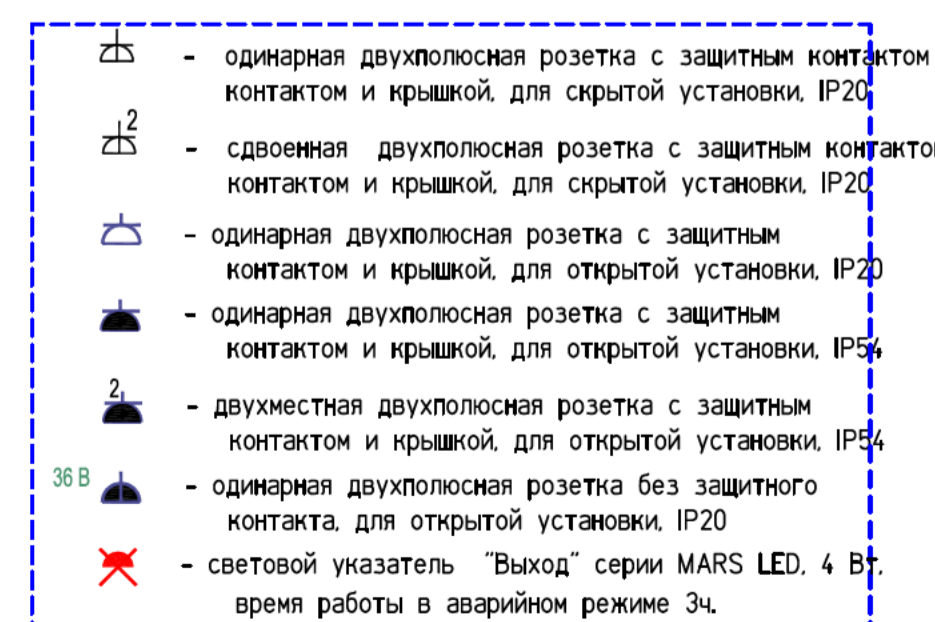 - одинарная двухполюсная розетка с защитным контактом
контактом и крышкой, для скрытой установки, IP20
2
- сдвоенная двухполюсная розетка с защитным контакто
контактом и крышкой, для скрытой установки, IP20
- одинарная двухполюсная розетка с защитным
контактом и крышкой, для открытой установки, IP20
- одинарная двухполюсная розетка с защитным
контактом и крышкой, для открытой установки, IP54
2
- двухместная двухполюсная розетка с защитным
контактом и крышкой, для открытой установки, IP54
36 В
- одинарная двухполюсная розетка без защитного
контакта, для открытой установки, IP20
- световой указатель "Выход" серии MARS LED, 4 Вт,
время работы в аварийном режиме 3ч.